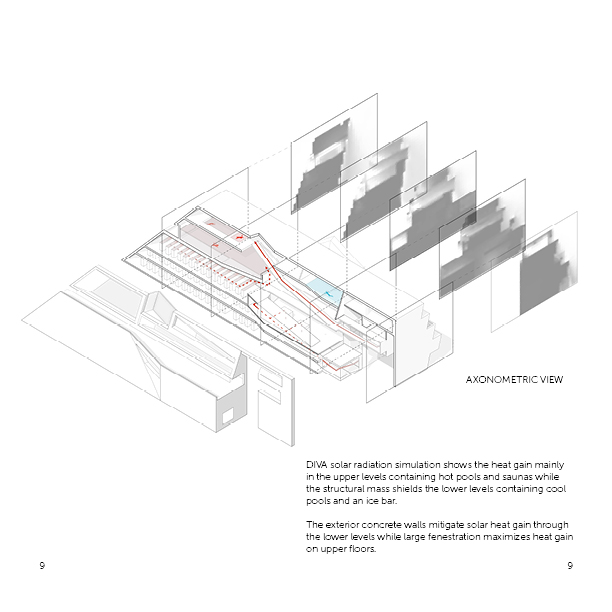 AXONOMETRIC VIEW
DIVA solar radiation simulation shows the heat gain mainly
in the upper levels containing hot pools and saunas while
the structural mass shields the lower levels containing cool
pools and an ice bar.
The exterior concrete walls mitigate solar heat gain through
the lower levels while large fenestration maximizes heat gain
on upper floors.
9
9